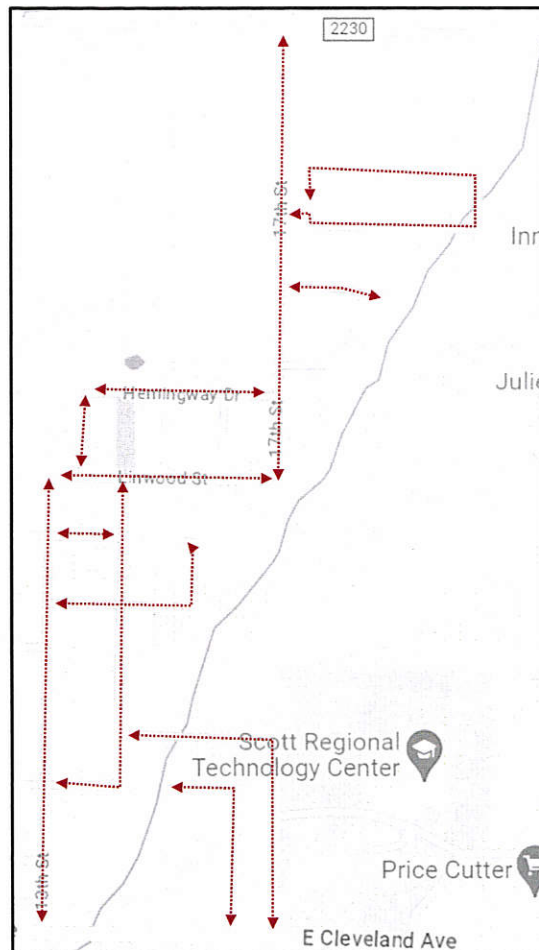 2230
17th St
Inn
Julie
Hemingway Dr
17th St
Linwood St
Scott Regional
Technology Center
Price Cutter
13th St
E Cleveland Ave